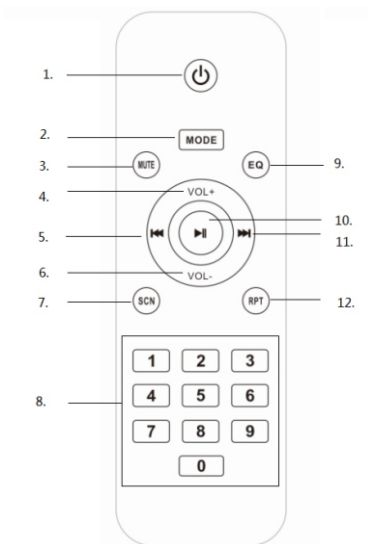 1.
2. MODE
3. MUTE EQ 9.
4. VOL+
10.
5.
11.
6. VOL-
7. SCN RPT 12.
1 2 3
8. 4 5 6
7 8 9
0